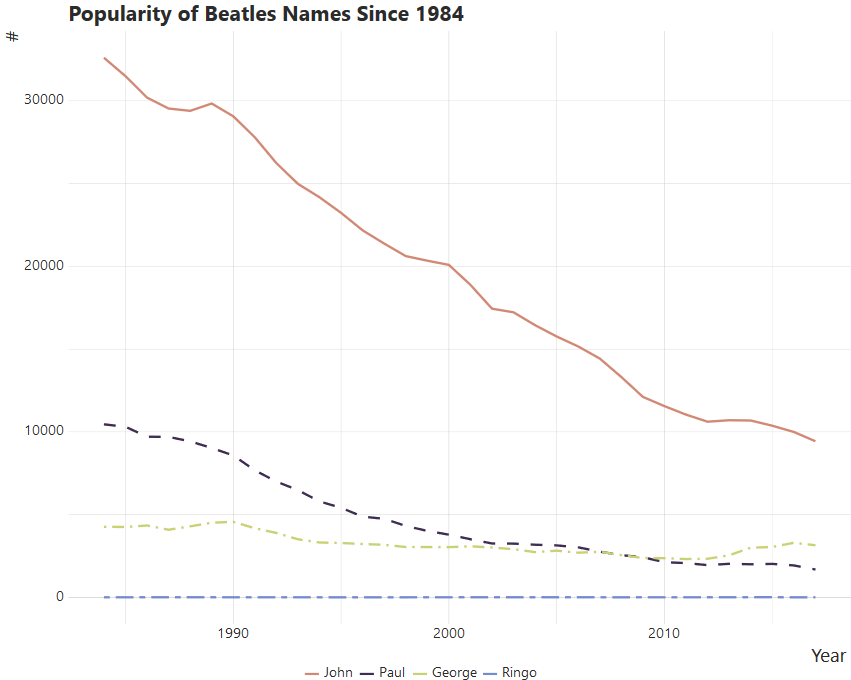 Popularity of Beatles Names Since 1984
#
30000
20000
10000
0
1990 2000 2010
Year
John Paul George Ringo